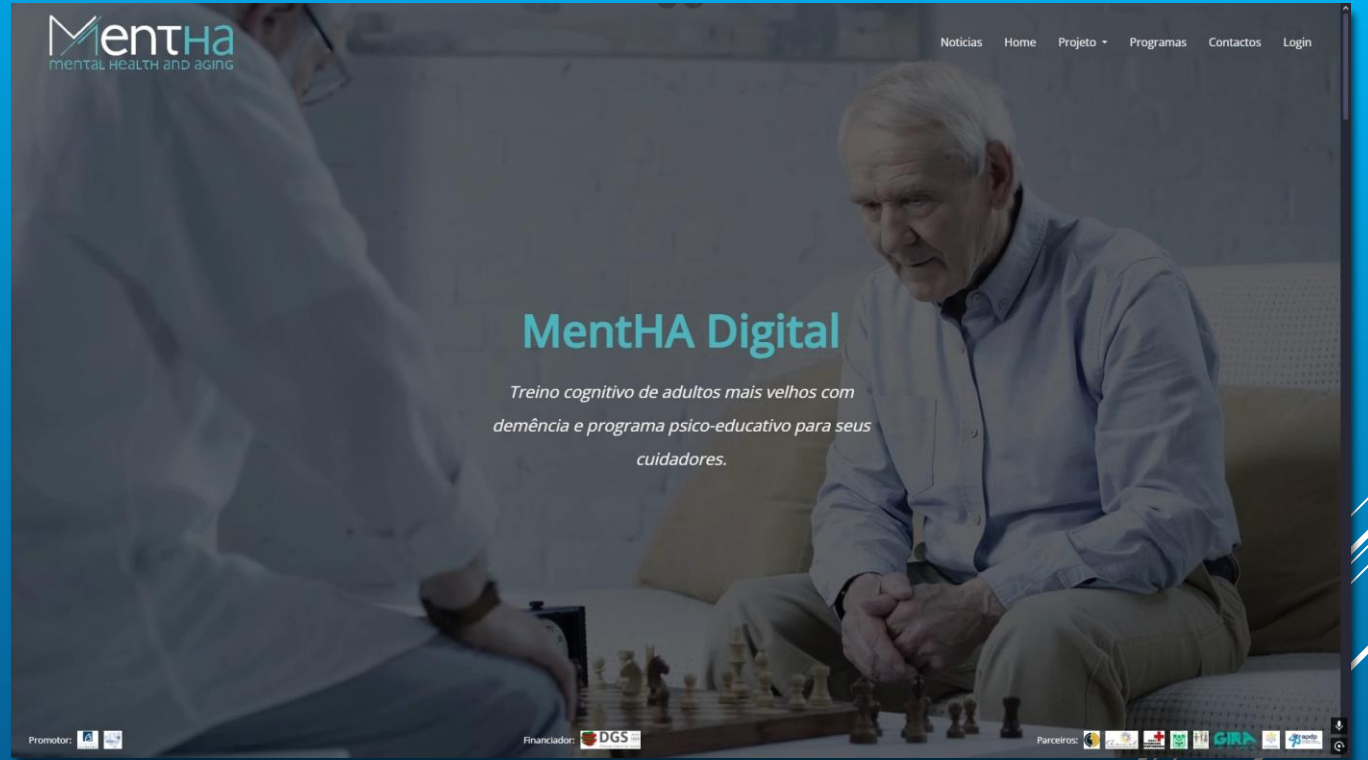 MentHA
mental Health and aging
Noticias Home Projeto Programas Contactos Login
MentHA Digital
Treino cognitivo de adultos mais velhos com
demência e programa psico-educativo para seus
cuidadores.
Promotor:
Financiador: DGS
Parceiros: GIRA apdp